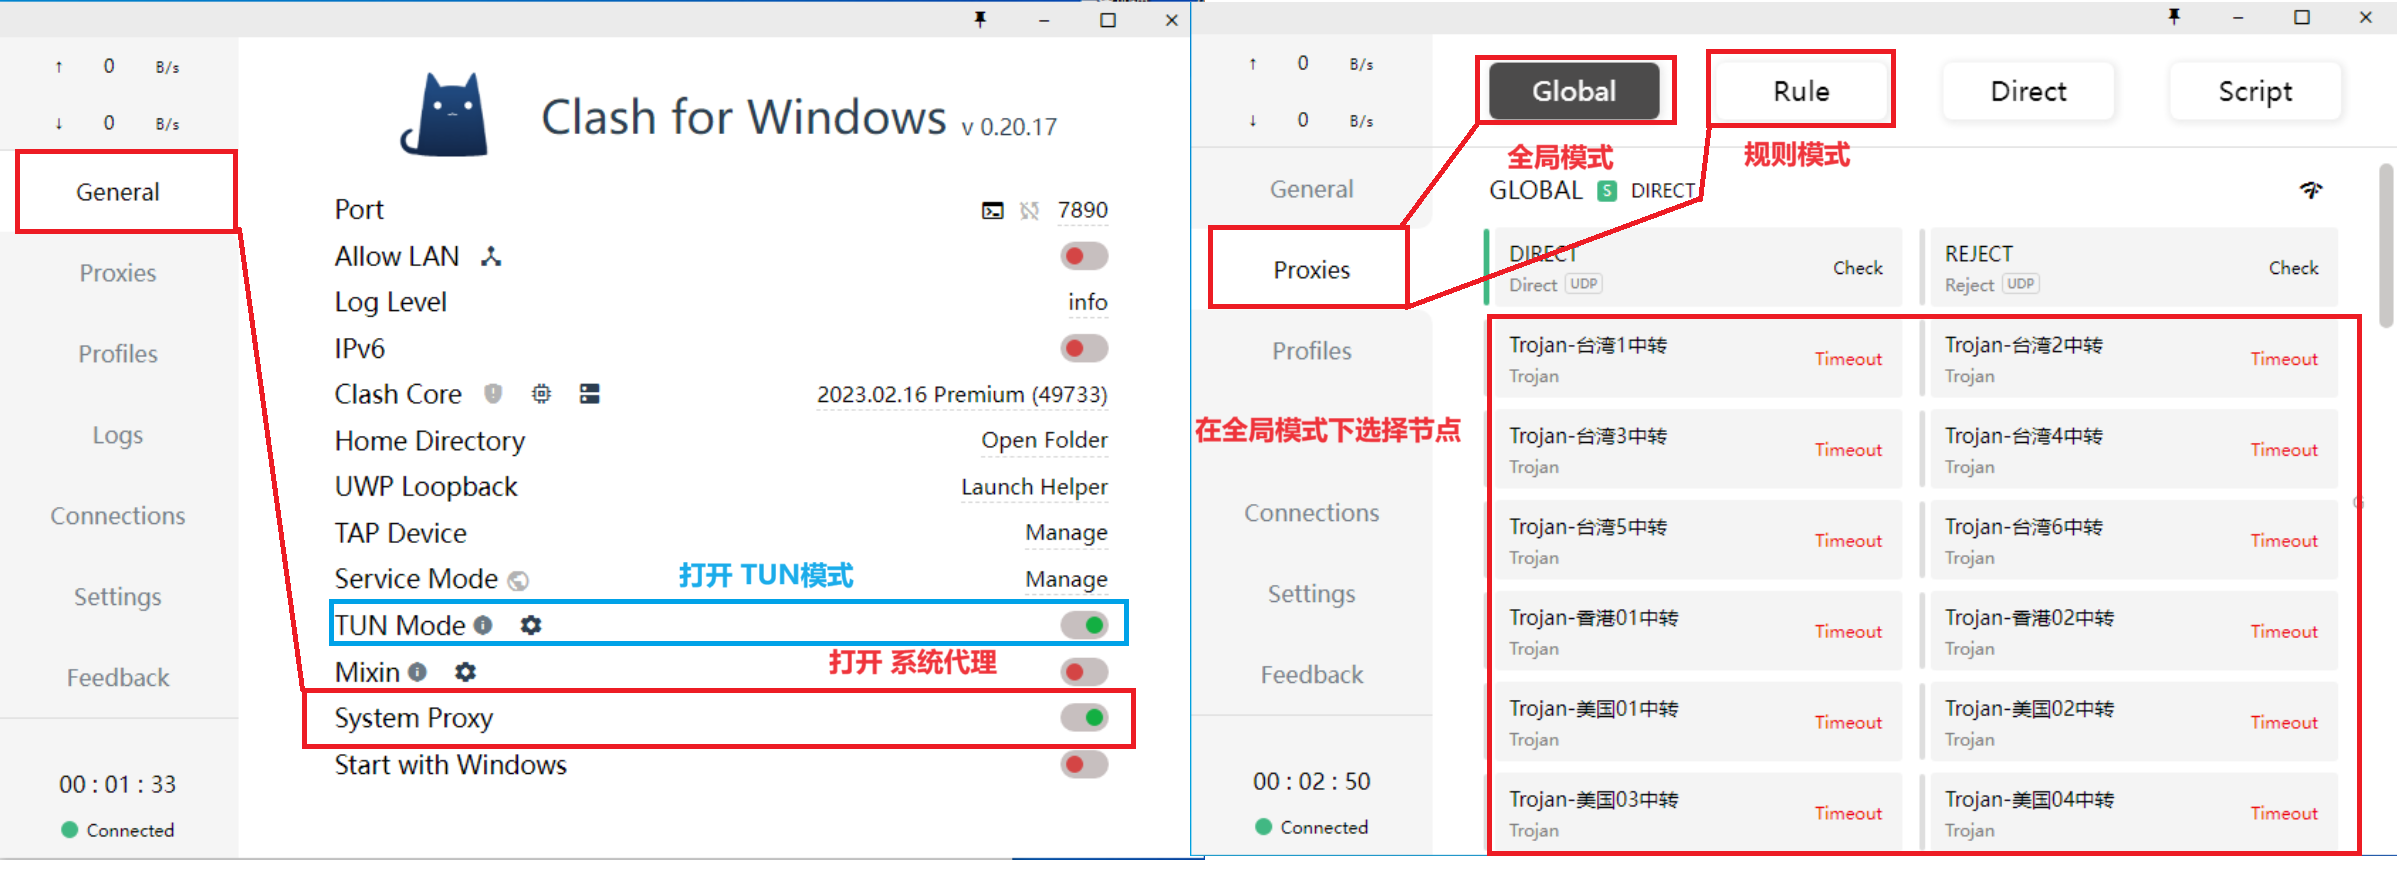 ↑ 0 B/s
↓ 0 B/s
General
Proxies
Profiles
Logs
Connections
Settings
Feedback
00 : 01 : 33
Connected
Clash for Windows v 0.20.17
Port 7890
Allow LAN
Log Level info
IPv6
Clash Core 2023.02.16 Premium (49733)
Home Directory Open Folder
UWP Loopback Launch Helper
TAP Device Manage
Service Mode Manage
打开 TUN模式
TUN Mode
打开 系统代理
Mixin
System Proxy
Start with Windows
↑ 0 B/s
↓ 0 B/s
General
Proxies
Profiles
在全局模式下选择节点
Connections
Settings
Feedback
00 : 02 : 50
Connected
Global Rule Direct Script
全局模式 规则模式
GLOBAL S DIRECT
DIRECT
Direct UDP
Check
REJECT
Reject UDP
Check
Trojan-台湾1中转
Trojan
Timeout
Trojan-台湾2中转
Trojan
Timeout
Trojan-台湾3中转
Trojan
Timeout
Trojan-台湾4中转
Trojan
Timeout
Trojan-台湾5中转
Trojan
Timeout
Trojan-台湾6中转
Trojan
Timeout
Trojan-香港01中转
Trojan
Timeout
Trojan-香港02中转
Trojan
Timeout
Trojan-美国01中转
Trojan
Timeout
Trojan-美国02中转
Trojan
Timeout
Trojan-美国03中转
Trojan
Timeout
Trojan-美国04中转
Trojan
Timeout